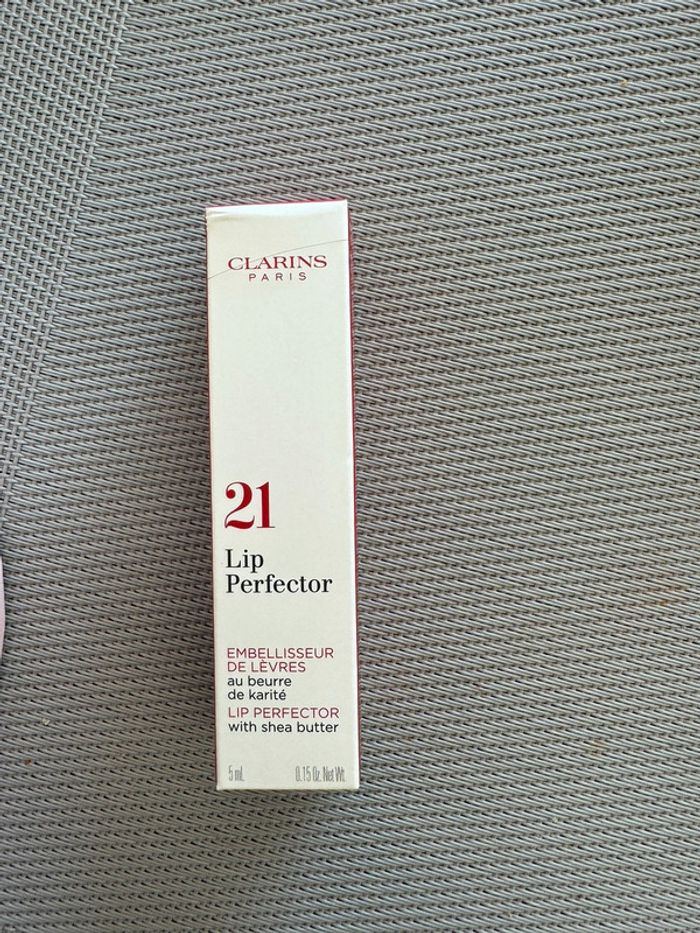 CLARINS
PARIS
21
Lip
Perfector
EMBELLISSEUR
DE LÈVRES
au beurre
de karité
LIP PERFECTOR
with shea butter
5 mL 0.15 Oz. Net Wt.